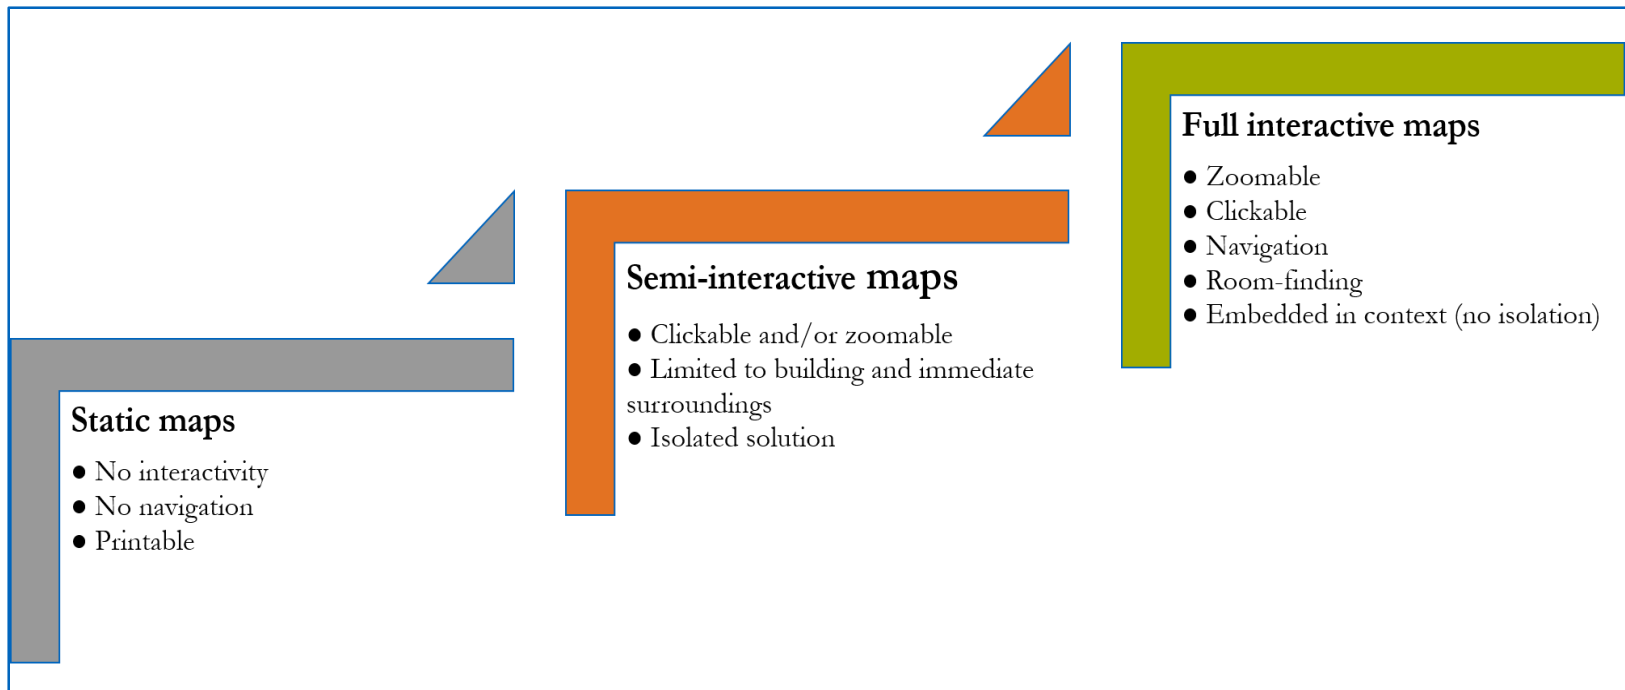 Static maps
● No interactivity
● No navigation
● Printable
Semi-interactive maps
● Clickable and/or zoomable
● Limited to building and immediate
surroundings
● Isolated solution
Full interactive maps
● Zoomable
● Clickable
● Navigation
● Room-finding
● Embedded in context (no isolation)